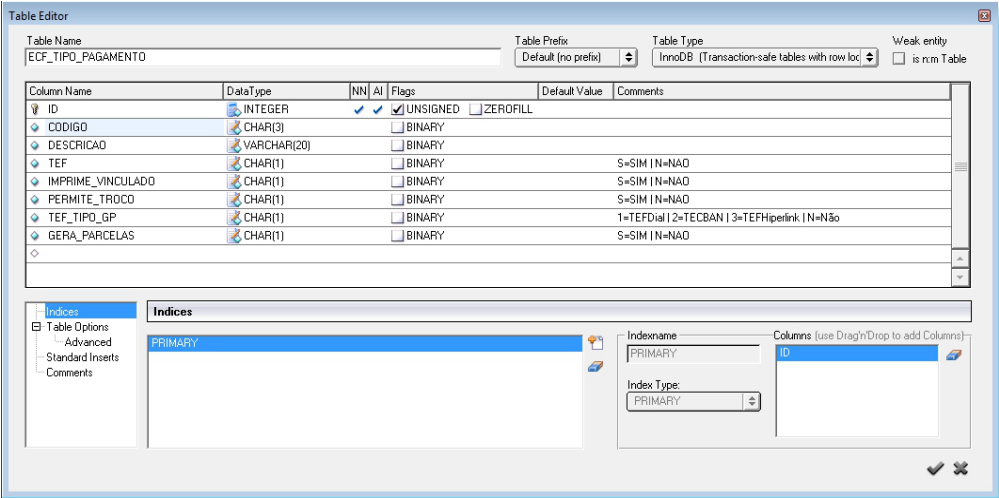 Table Editor
Table Name Table Prefix Table Type Weak entity
ECF_TIPO_PAGAMENTO Default (no prefix) InnoDB (Transaction-safe tables with row loc is n:m Table
Column Name DataType NN AI Flags Default Value Comments
ID INTEGER UNSIGNED ZEROFILL
CODIGO CHAR(3) BINARY
DESCRICAO VARCHAR(20) BINARY
TEF CHAR(1) BINARY S=SIM | N=NAO
IMPRIME_VINCULADO CHAR(1) BINARY S=SIM | N=NAO
PERMITE_TROCO CHAR(1) BINARY S=SIM | N=NAO
TEF_TIPO_GP CHAR(1) BINARY 1=TEFDial | 2=TECBAN | 3=TEFHiperlink | N=Não
GERA_PARCELAS CHAR(1) BINARY S=SIM | N=NAO
Indices
Table Options
Advanced
Standard Inserts
Comments
Indices
PRIMARY
Indexname
PRIMARY
Index Type:
PRIMARY
Columns (use Drag'n'Drop to add Columns)
ID